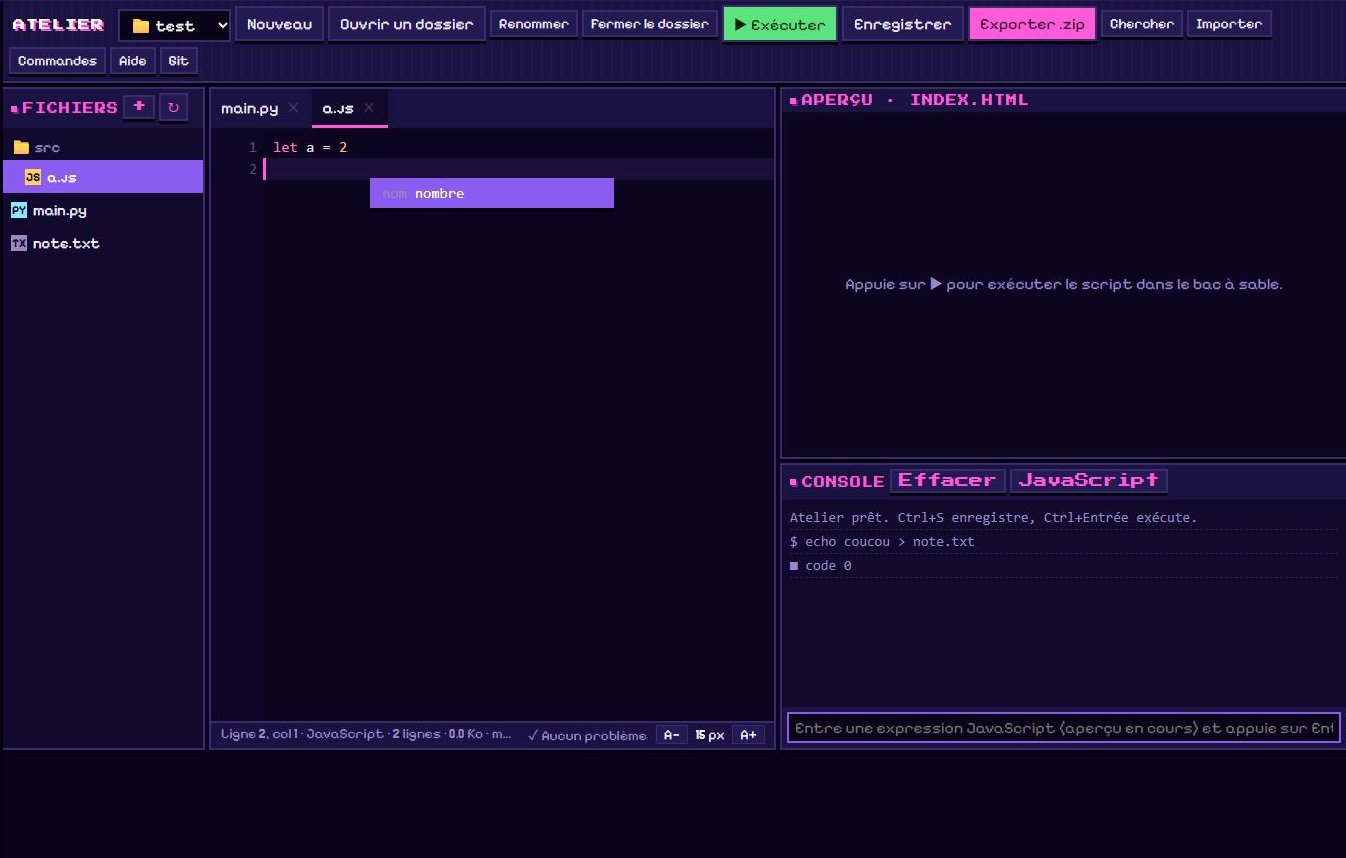 ATELIER test Nouveau Ouvrir un dossier Renommer Fermer le dossier ▶ Exécuter Enregistrer Exporter .zip Chercher Importer
Commandes Aide Git
FICHIERS + ↻
src
JS a.js
PY main.py
TX note.txt
main.py × a.js ×
1 let a = 2
2
nom nombre
Ligne 2, col 1 · JavaScript · 2 lignes · 0.0 Ko · m… ✓ Aucun problème A- 15 px A+
APERÇU · INDEX.HTML
Appuie sur ▶ pour exécuter le script dans le bac à sable.
CONSOLE Effacer JavaScript
Atelier prêt. Ctrl+S enregistre, Ctrl+Entrée exécute.
$ echo coucou > note.txt
■ code 0
Entre une expression JavaScript (aperçu en cours) et appuie sur Ent